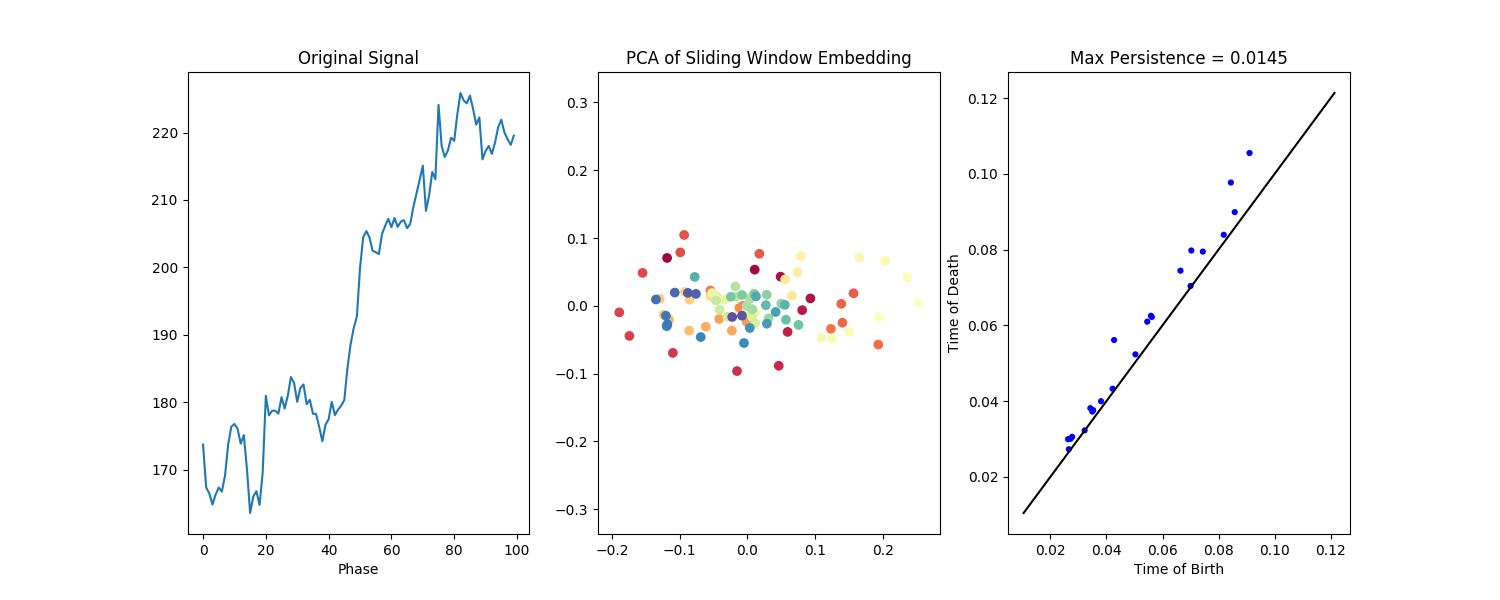 Original Signal
220
210
200
190
180
170
0 20 40 60 80 100
Phase
PCA of Sliding Window Embedding
0.3
0.2
0.1
0.0
−0.1
−0.2
−0.3
−0.2 −0.1 0.0 0.1 0.2
Max Persistence = 0.0145
Time of Death
0.12
0.10
0.08
0.06
0.04
0.02
0.02 0.04 0.06 0.08 0.10 0.12
Time of Birth